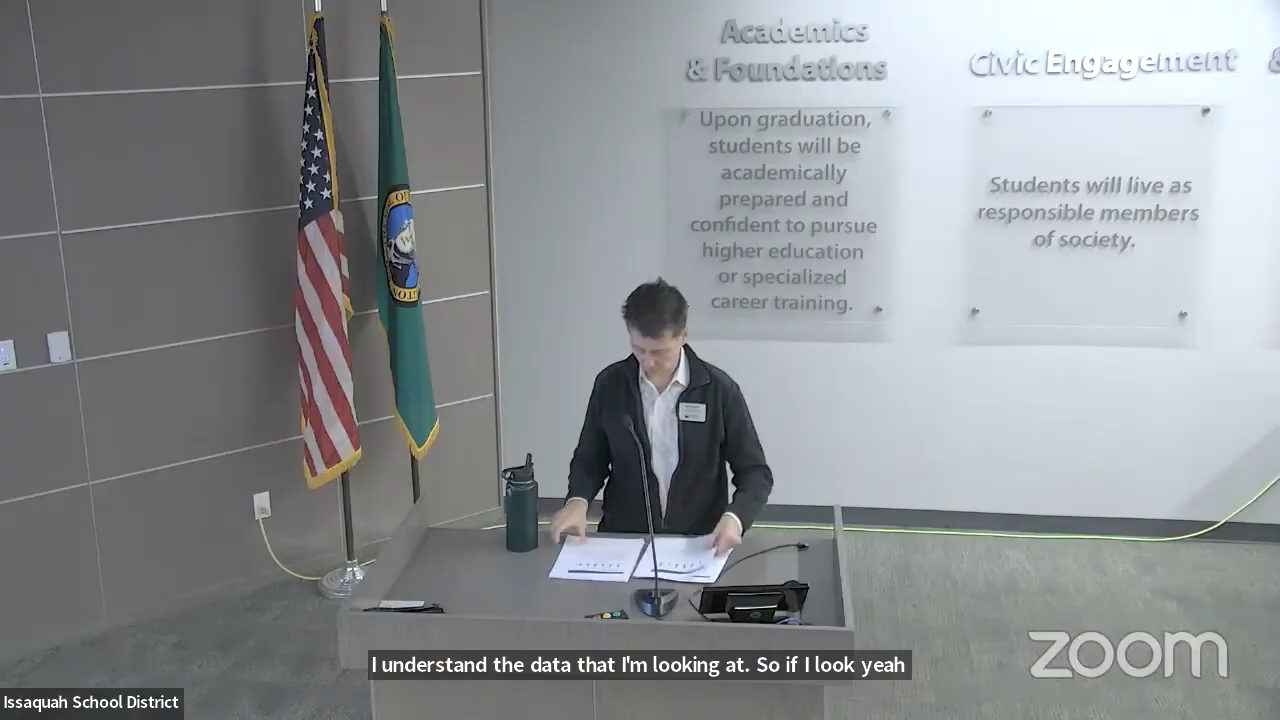 Academics
& Foundations
Upon graduation,
students will be
academically
prepared and
confident to pursue
higher education
or specialized
career training.
Civic Engagement
&
Students will live as
responsible members
of society.
I understand the data that I'm looking at. So if I look yeah
zoom
Issaquah School District